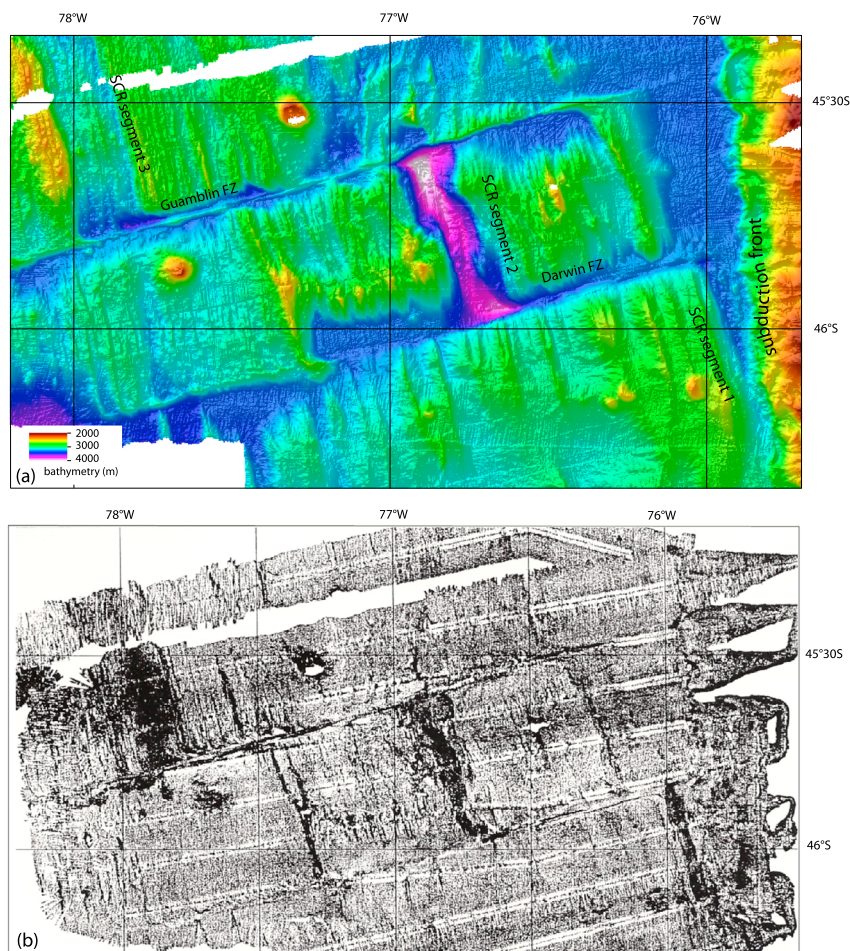 78°W 77°W 76°W
45°30S
SCR segment 3
Guamblin FZ
SCR segment 2
Darwin FZ
subduction front
46°S
SCR segment 1
2000
3000
4000
bathymetry (m)
(a)
78°W 77°W 76°W
45°30S
46°S
(b)